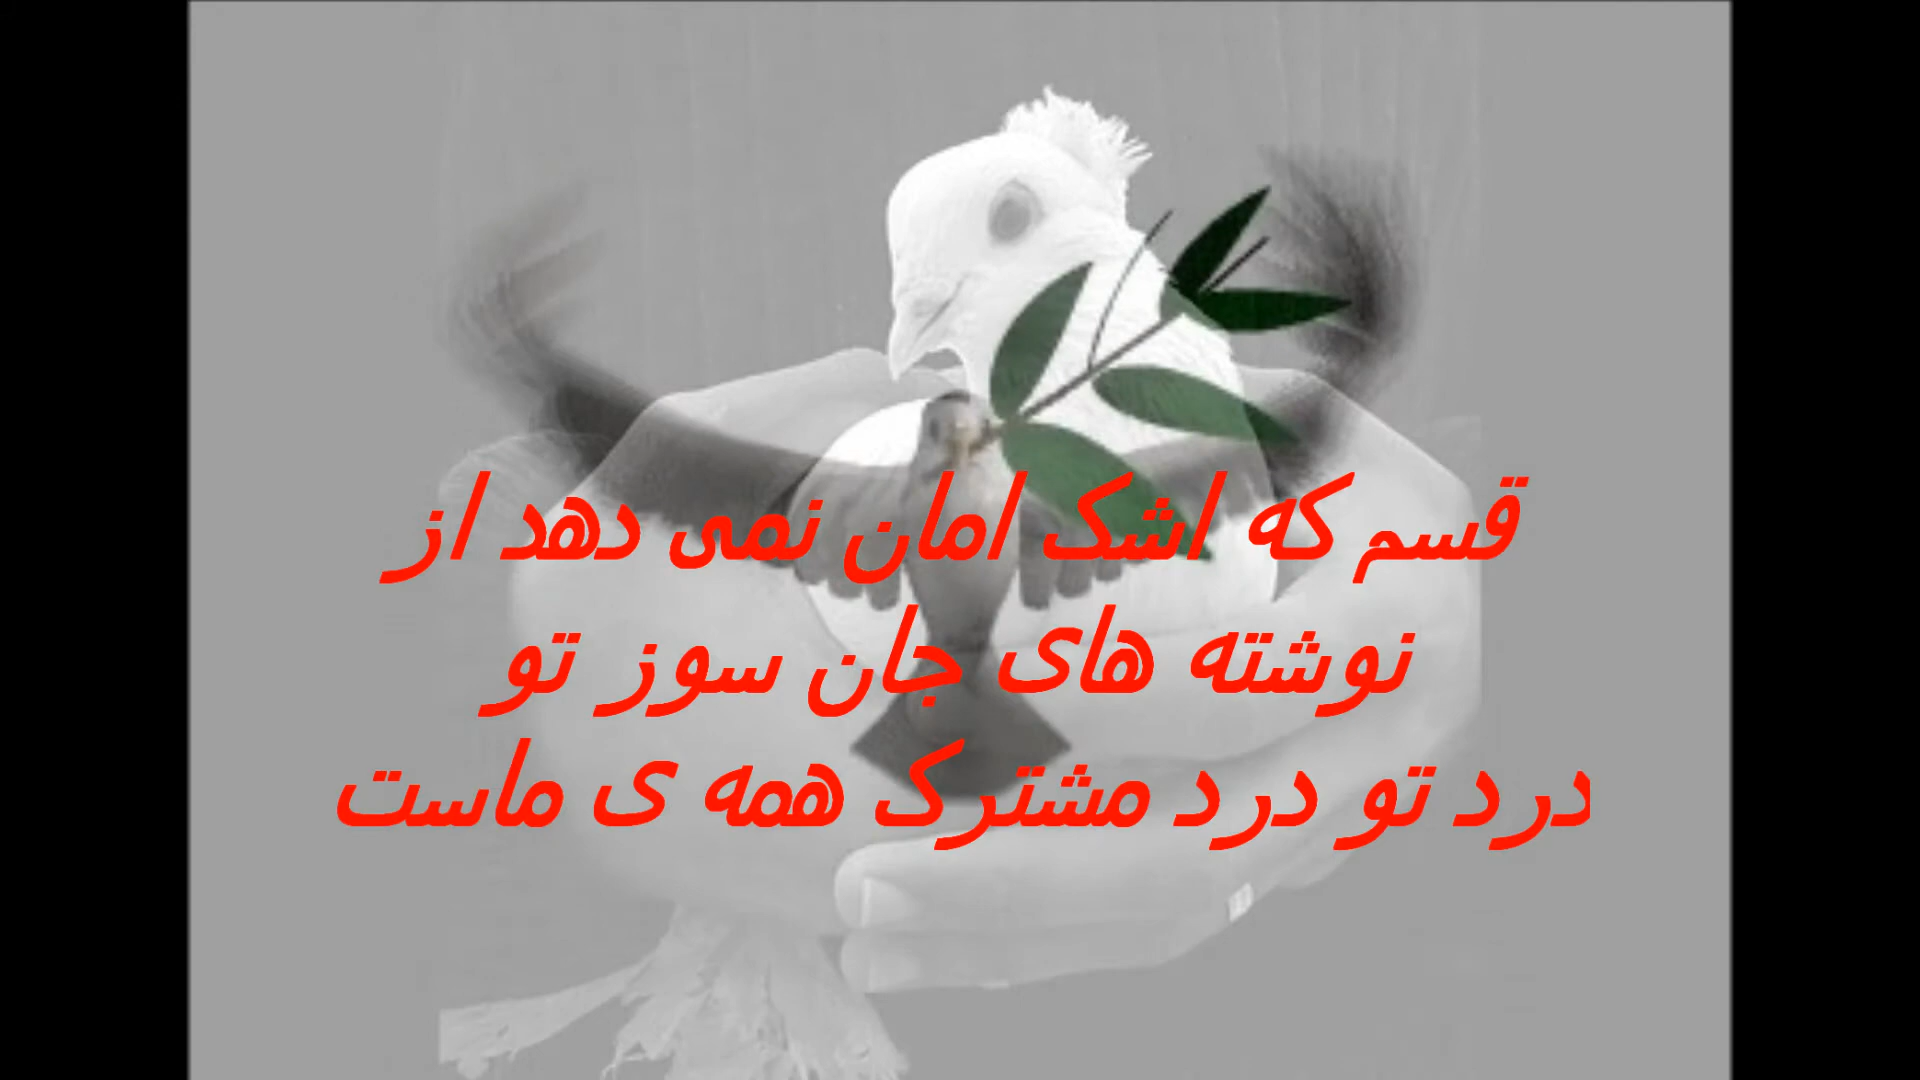 قسم که اشک امان نمی دهد از
نوشته های جان سوز تو
درد تو درد مشترک همه ی ماست